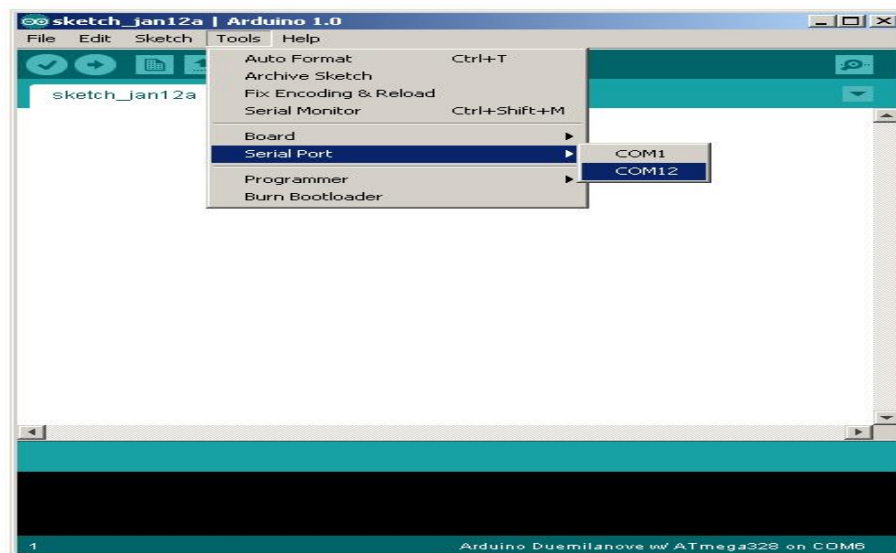 sketch_jan12a | Arduino 1.0
File Edit Sketch Tools Help
Auto Format Ctrl+T
Archive Sketch
sketch_jan12a
Fix Encoding & Reload
Serial Monitor Ctrl+Shift+M
Board
Serial Port
COM1
COM12
Programmer
Burn Bootloader
1
Arduino Duemilanove w/ ATmega328 on COM6